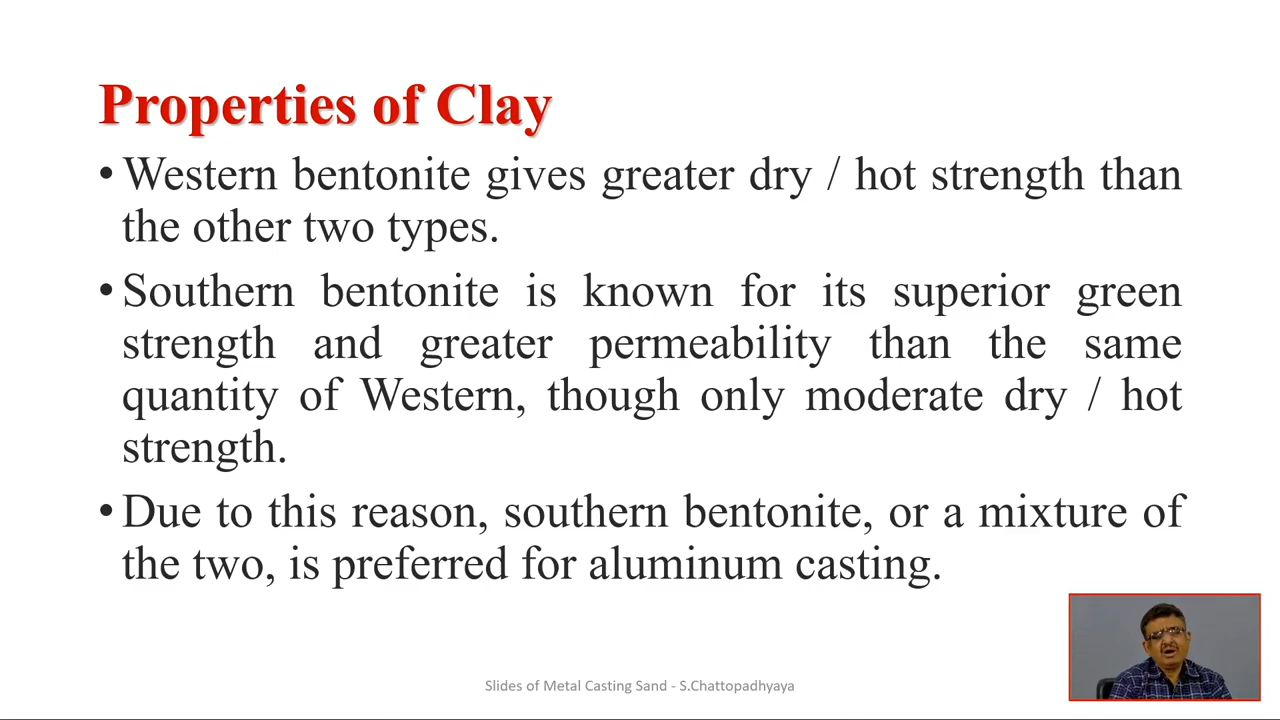 Properties of Clay
• Western bentonite gives greater dry / hot strength than
the other two types.
• Southern bentonite is known for its superior green
strength and greater permeability than the same
quantity of Western, though only moderate dry / hot
strength.
• Due to this reason, southern bentonite, or a mixture of
the two, is preferred for aluminum casting.
Slides of Metal Casting Sand - S.Chattopadhyaya